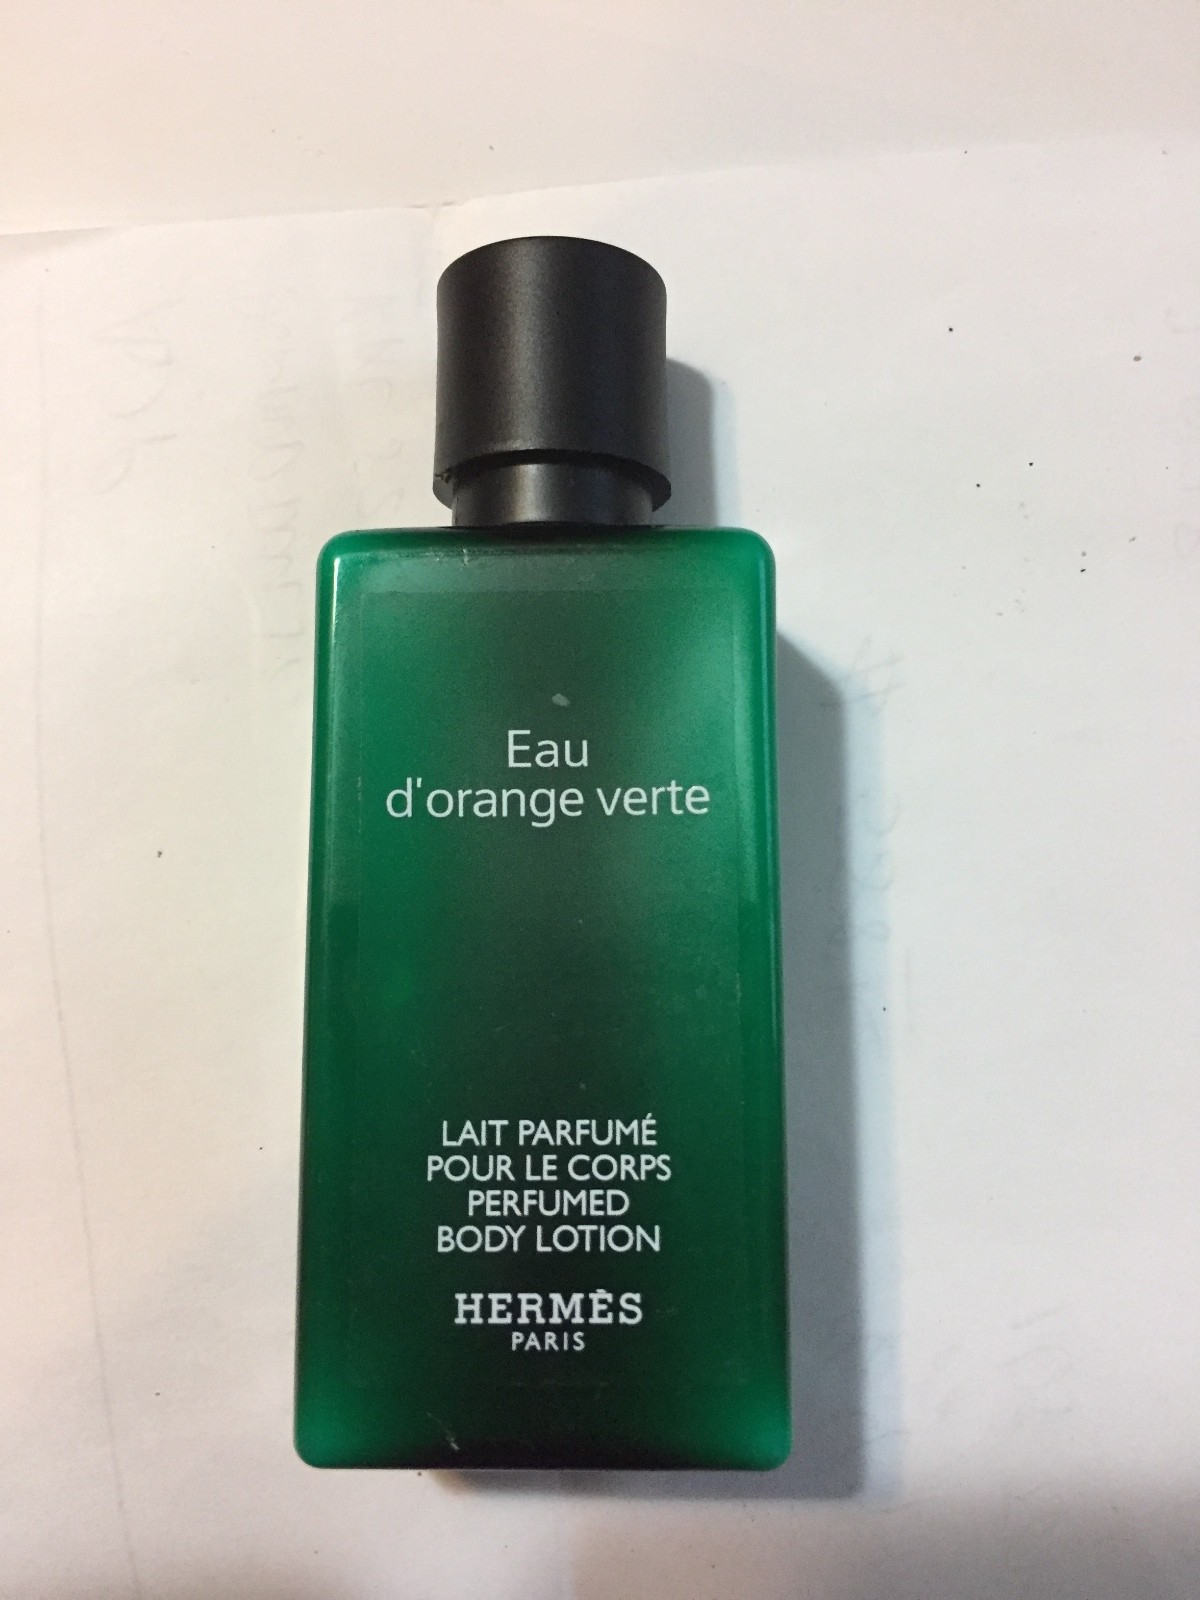 Eau
d'orange verte
LAIT PARFUMÉ
POUR LE CORPS
PERFUMED
BODY LOTION
HERMÈS
PARIS